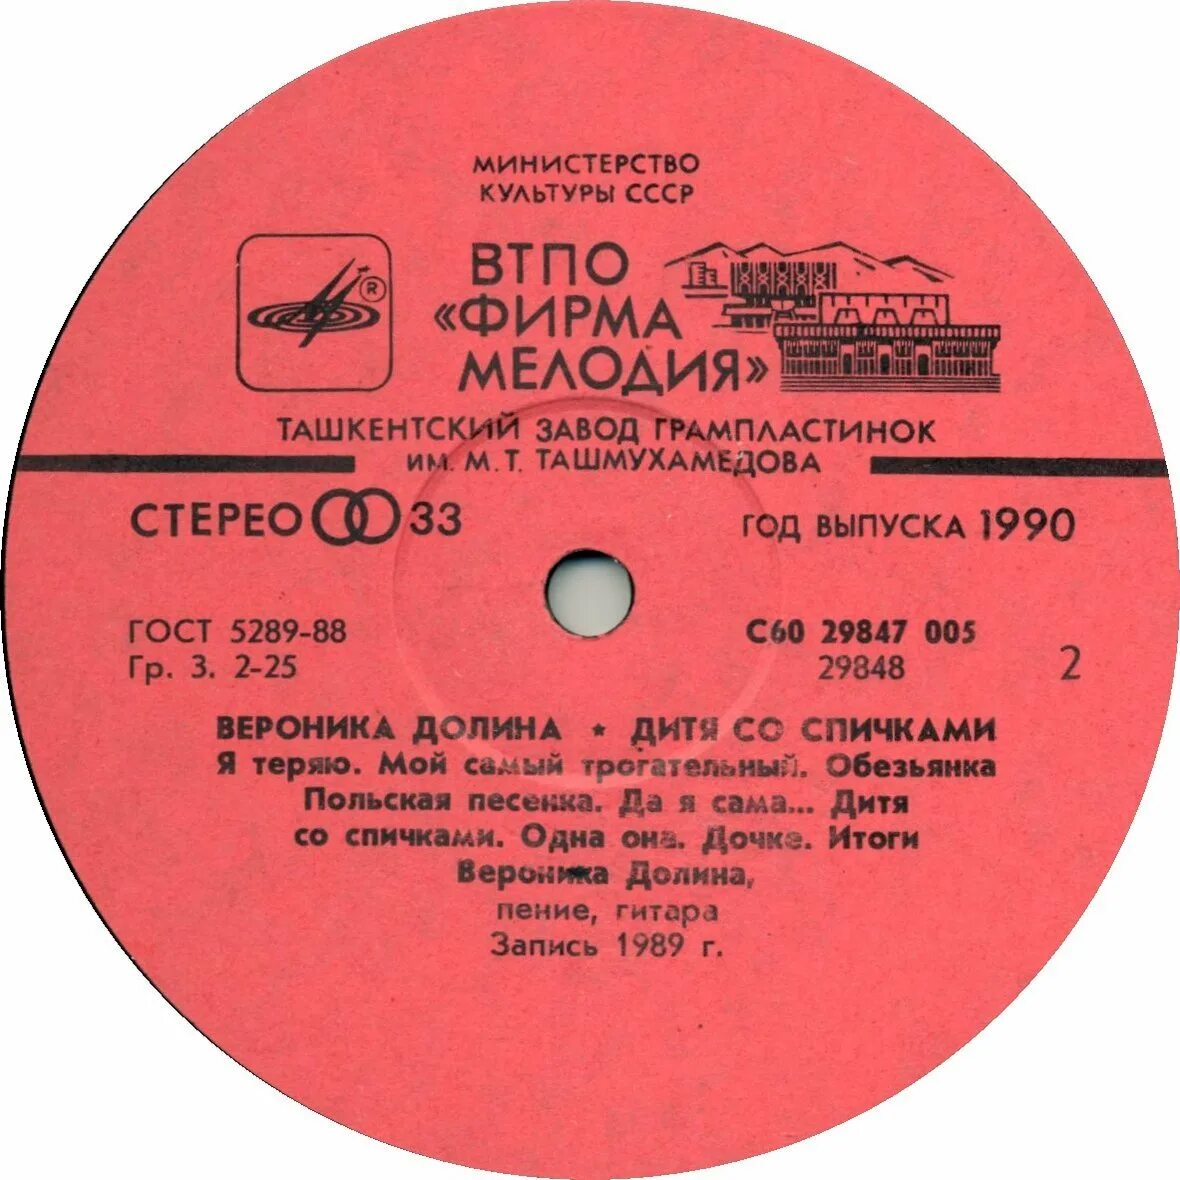 МИНИСТЕРСТВО
КУЛЬТУРЫ СССР
ВТПО
«ФИРМА
МЕЛОДИЯ»
R
ТАШКЕНТСКИЙ ЗАВОД ГРАМПЛАСТИНОК
ИМ. М. Т. ТАШМУХАМЕДОВА
СТЕРЕО 33
ГОД ВЫПУСКА 1990
ГОСТ 5289-88
Гр. 3. 2-25
С60 29847 005
29848
2
ВЕРОНИКА ДОЛИНА ★ ДИТЯ СО СПИЧКАМИ
Я теряю. Мой самый трогательный. Обезьянка
Польская песенка. Да я сама... Дитя
со спичками. Одна она. Дочке. Итоги
Вероника Долина,
пение, гитара
Запись 1989 г.